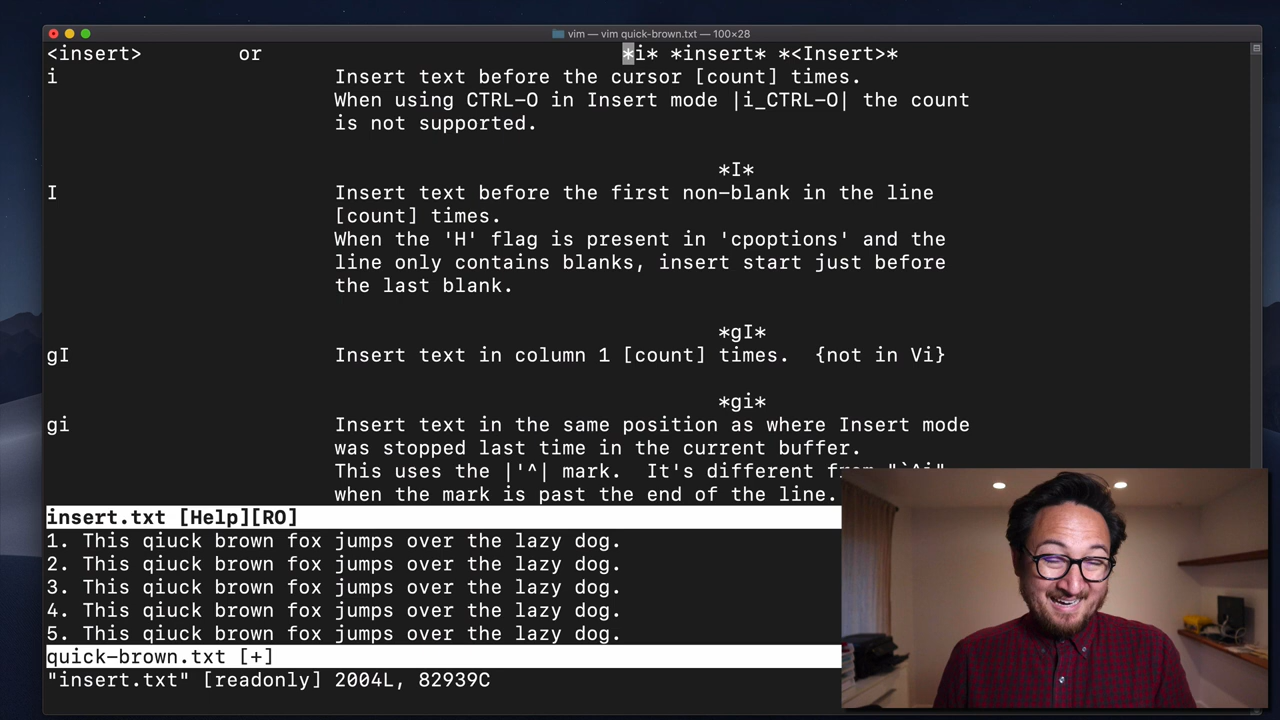 vim — vim quick-brown.txt — 100×28
<insert> or *i* *insert* *<Insert>*
i Insert text before the cursor [count] times.
When using CTRL-O in Insert mode |i_CTRL-O| the count
is not supported.
*I*
I Insert text before the first non-blank in the line
[count] times.
When the 'H' flag is present in 'cpoptions' and the
line only contains blanks, insert start just before
the last blank.
*gI*
gI Insert text in column 1 [count] times. {not in Vi}
*gi*
gi Insert text in the same position as where Insert mode
was stopped last time in the current buffer.
This uses the |'^| mark. It's different from "`^i"
when the mark is past the end of the line.
insert.txt [Help][RO]
1. This qiuck brown fox jumps over the lazy dog.
2. This qiuck brown fox jumps over the lazy dog.
3. This qiuck brown fox jumps over the lazy dog.
4. This qiuck brown fox jumps over the lazy dog.
5. This qiuck brown fox jumps over the lazy dog.
quick-brown.txt [+]
"insert.txt" [readonly] 2004L, 82939C